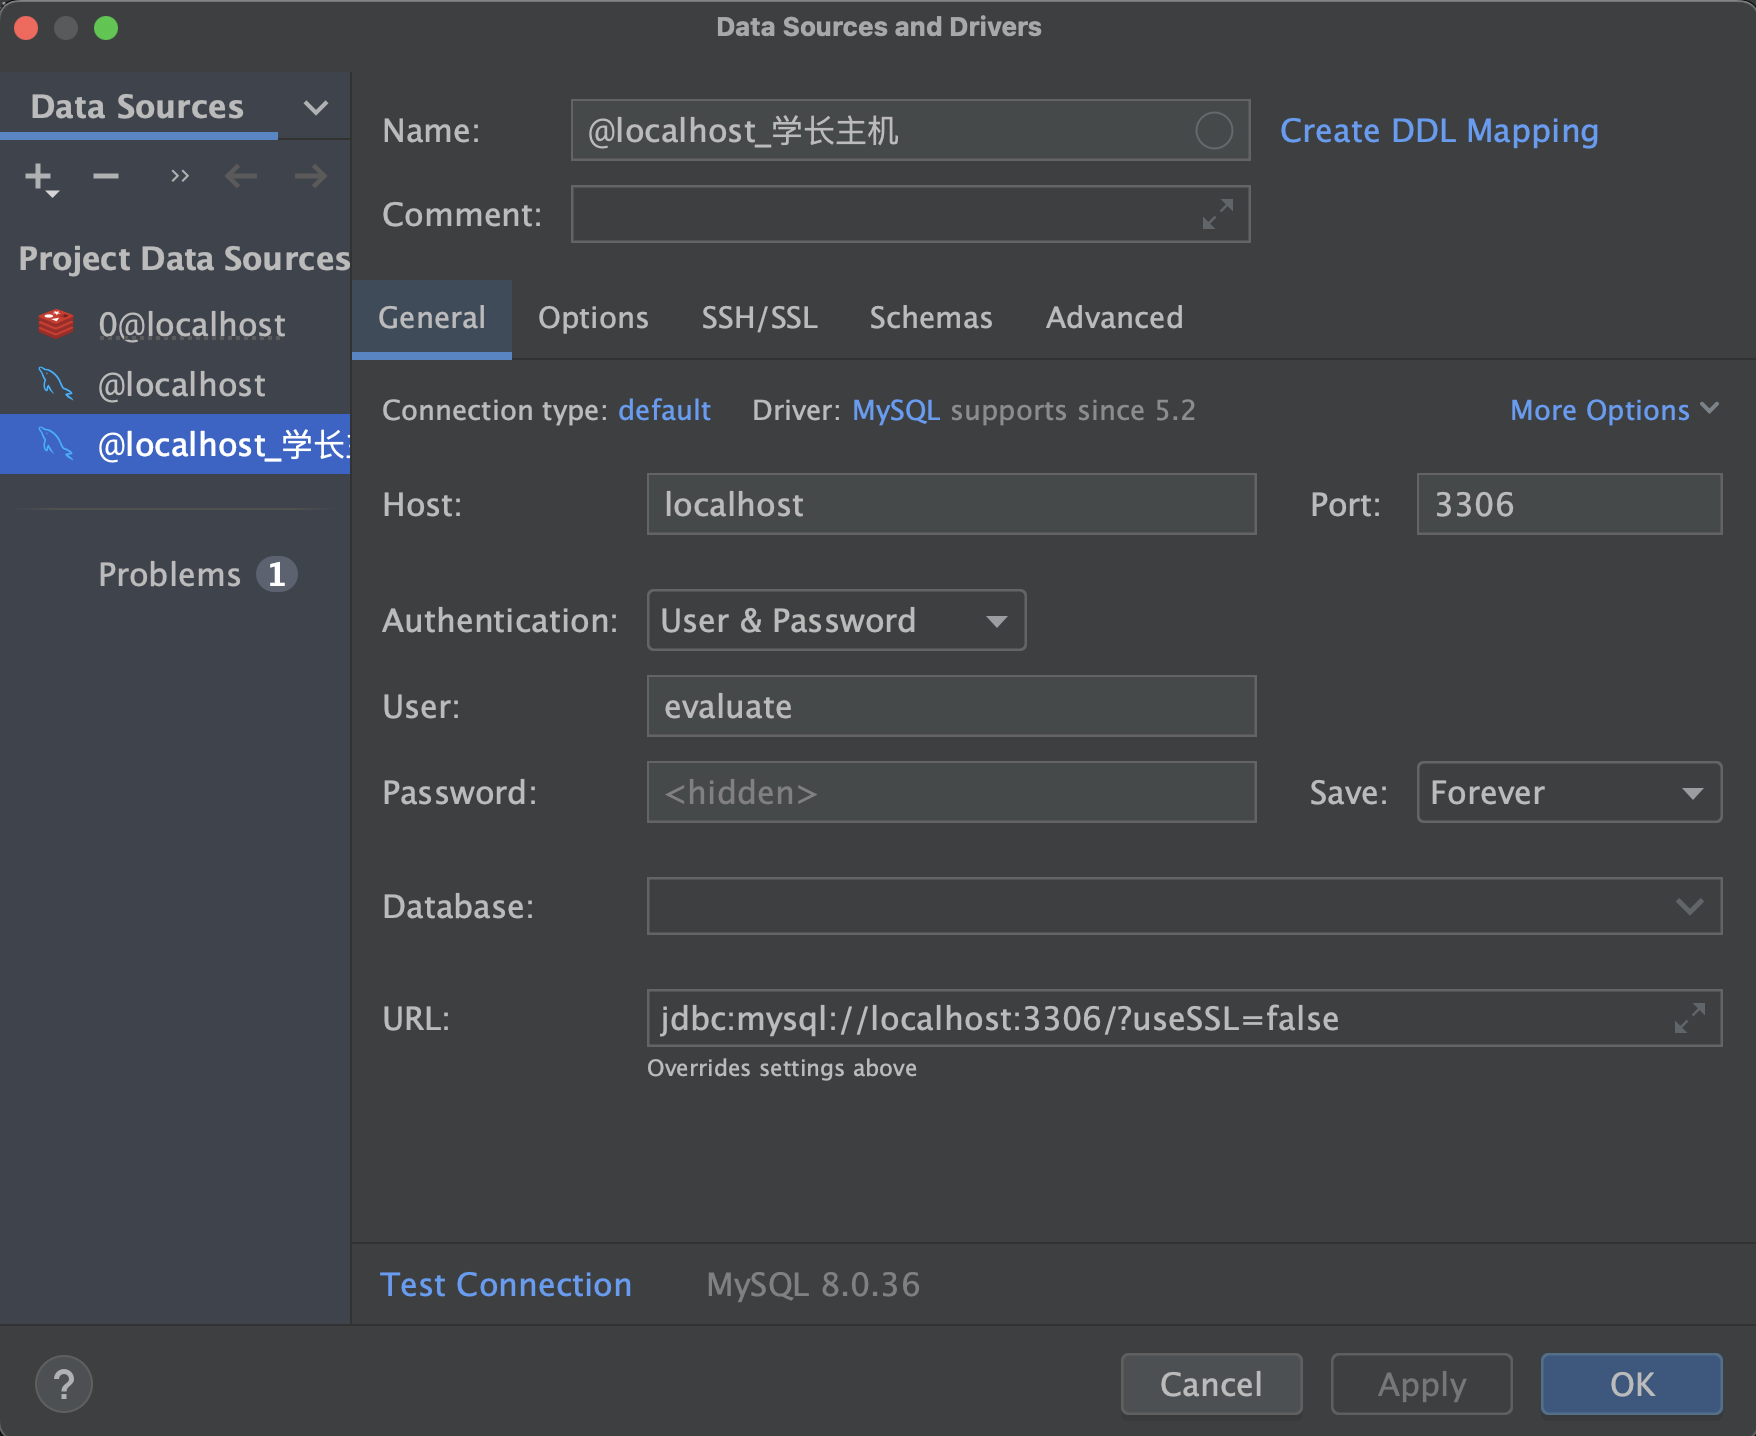 Data Sources and Drivers
Data Sources
Name: @localhost_学长主机 Create DDL Mapping
Comment:
Project Data Sources
0@localhost
@localhost
@localhost_学长
Problems 1
General Options SSH/SSL Schemas Advanced
Connection type: default Driver: MySQL supports since 5.2 More Options
Host: localhost Port: 3306
Authentication: User & Password
User: evaluate
Password: <hidden> Save: Forever
Database:
URL: jdbc:mysql://localhost:3306/?useSSL=false
Overrides settings above
Test Connection MySQL 8.0.36
? Cancel Apply OK